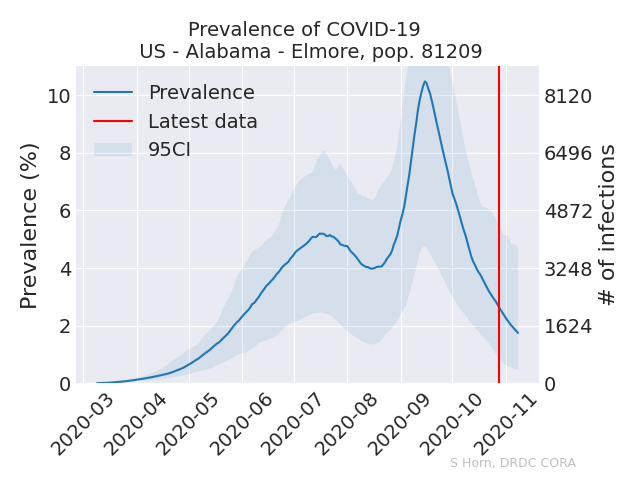 Prevalence of COVID-19
US - Alabama - Elmore, pop. 81209
Prevalence
Latest data
95CI
Prevalence (%)
10
8
6
4
2
0
8120
6496
4872
3248
1624
0
# of infections
2020-03
2020-04
2020-05
2020-06
2020-07
2020-08
2020-09
2020-10
2020-11
S Horn, DRDC CORA